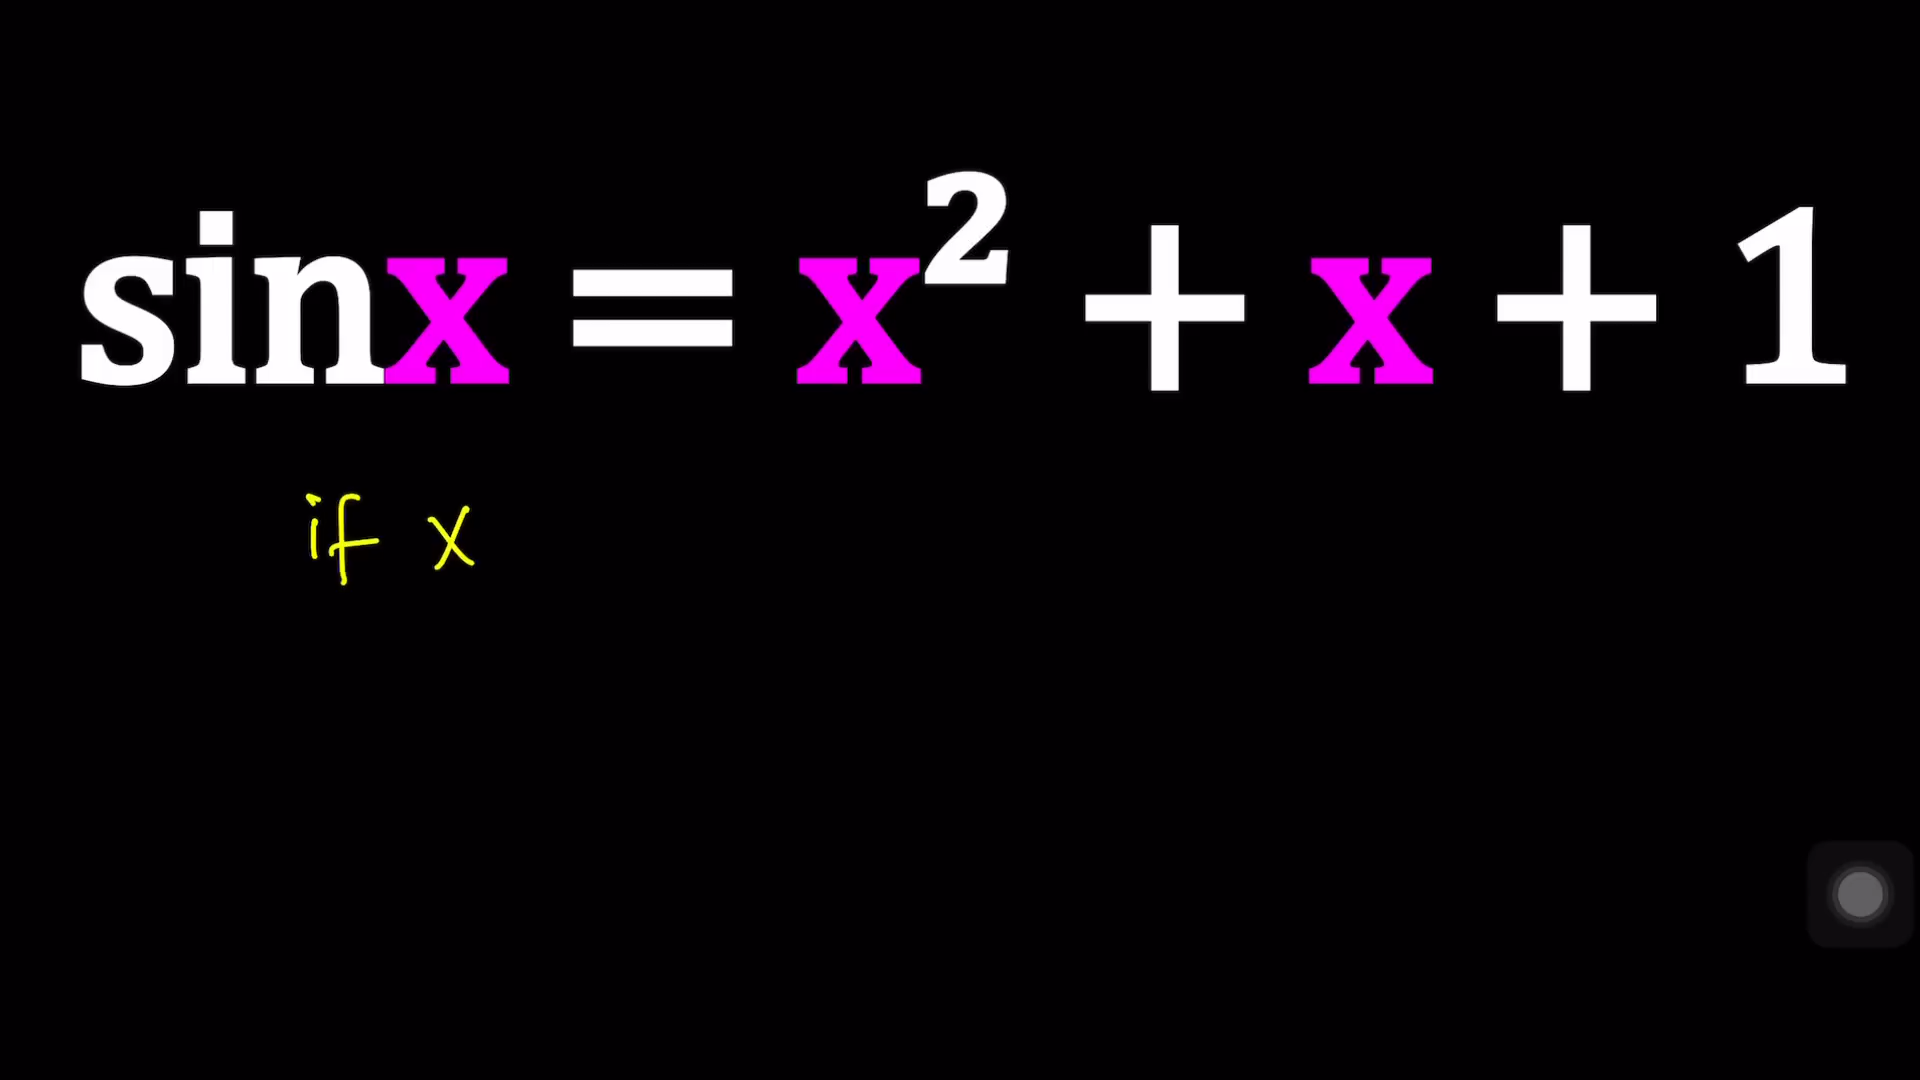 sinx = x² + x + 1
if x